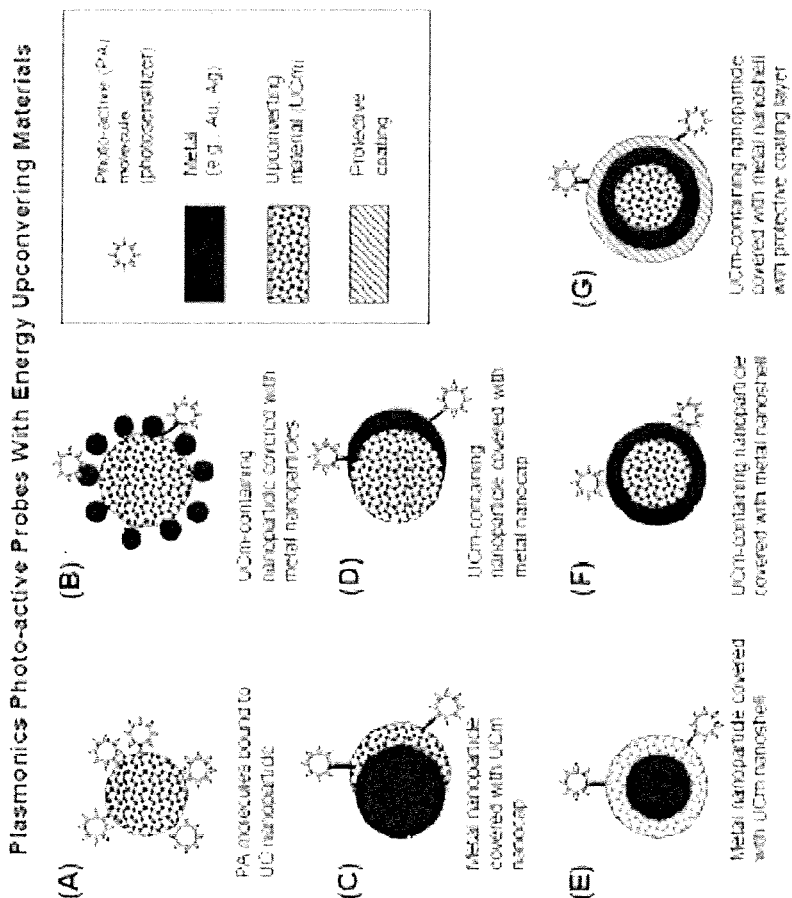 Plasmonics Photo-active Probes With Energy Upconvering Materials
(A)
PA molecules bound to
UC nanoparticle
(B)
UCm-containing
nanoparticle covered with
metal nanoparticles
Photo-active (PA)
molecule
(photosensitizer)
Metal
(e.g., Au, Ag)
Upconverting
material (UCm)
Protective
coating
(C)
Metal nanoparticle
covered with UCm
nanocap
(D)
UCm-containing
nanoparticle covered with
metal nanocap
(E)
Metal nanoparticle covered
with UCm nanoshell
(F)
UCm-containing nanoparticle
covered with metal nanoshell
(G)
UCm-containing nanoparticle
covered with metal nanoshell
with protective coating layer